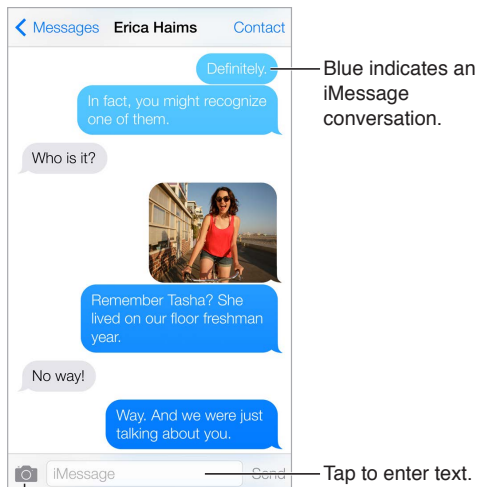 Messages Erica Haims Contact
Definitely.
Blue indicates an
iMessage
conversation.
In fact, you might recognize
one of them.
Who is it?
Remember Tasha? She
lived on our floor freshman
year.
No way!
Way. And we were just
talking about you.
iMessage Send
Tap to enter text.